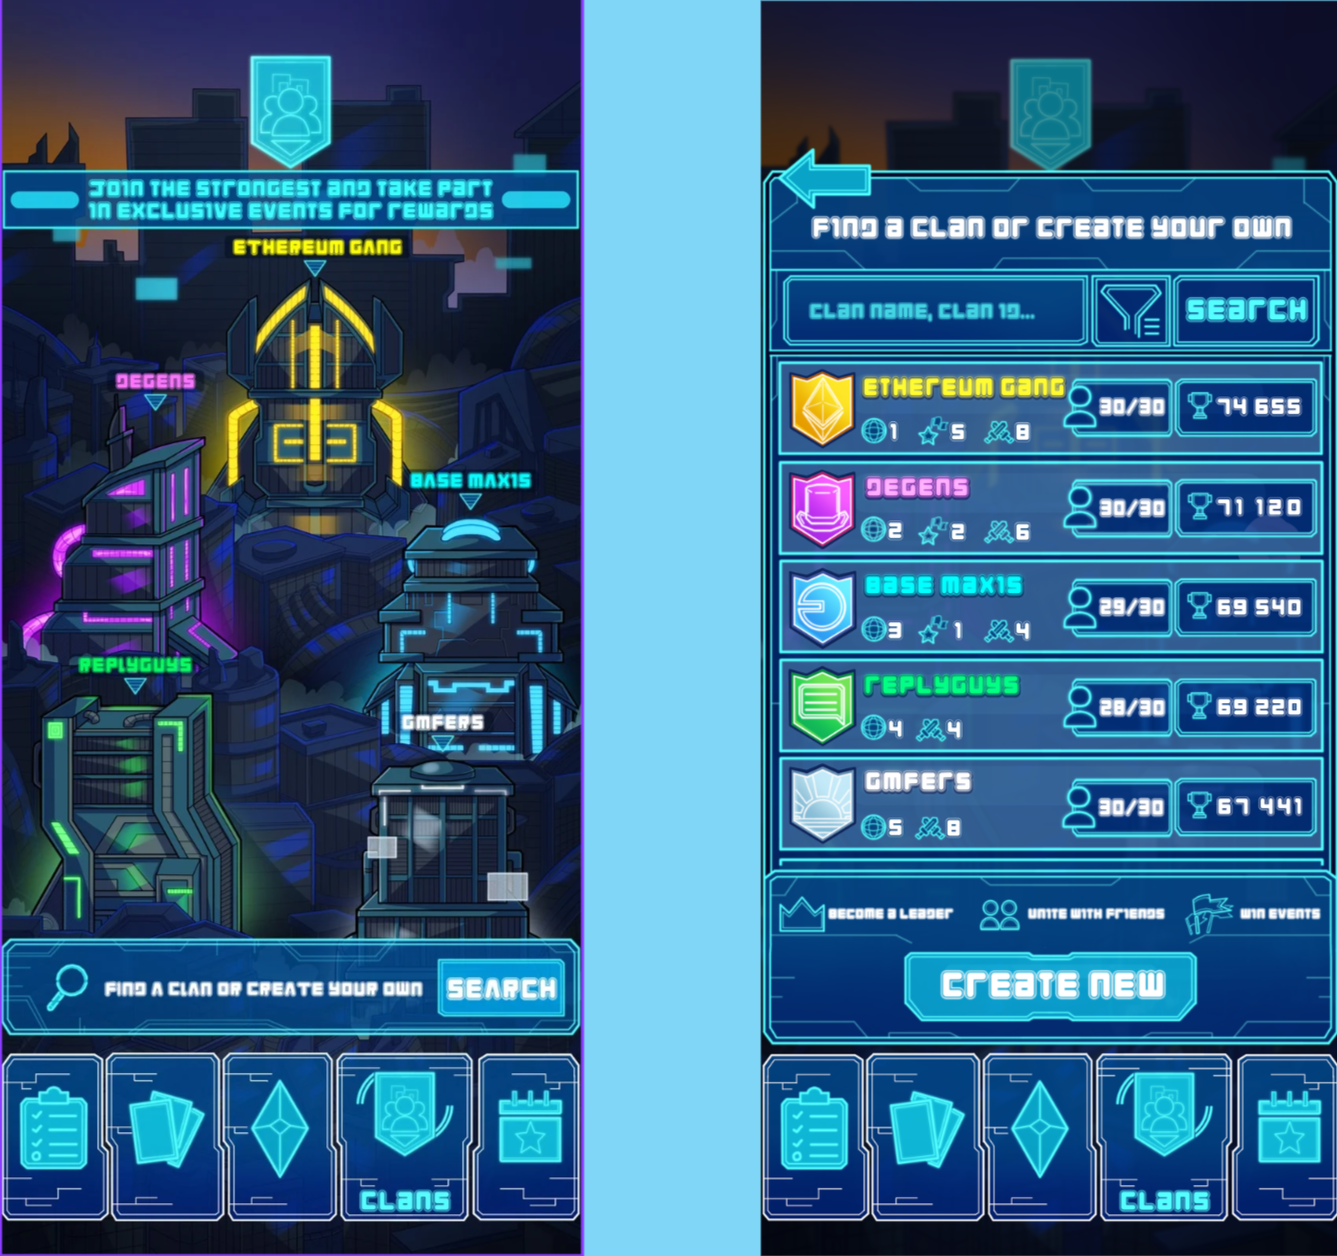 JOIN THE STRONGEST AND TAKE PART
IN EXCLUSIVE EVENTS FOR REWARDS
ETHEREUM GANG
DEGENS
BASE MAXIS
REPLYGUYS
GMFERS
FIND A CLAN OR CREATE YOUR OWN
SEARCH
CLANS
FIND A CLAN OR CREATE YOUR OWN
CLAN NAME, CLAN ID...
SEARCH
ETHEREUM GANG
1 5 8
30/30
74 655
DEGENS
2 2 6
30/30
71 120
BASE MAXIS
3 1 4
29/30
69 540
REPLYGUYS
4 4
28/30
69 220
GMFERS
5 8
30/30
67 441
BECOME A LEADER
UNITE WITH FRIENDS
WIN EVENTS
CREATE NEW
CLANS